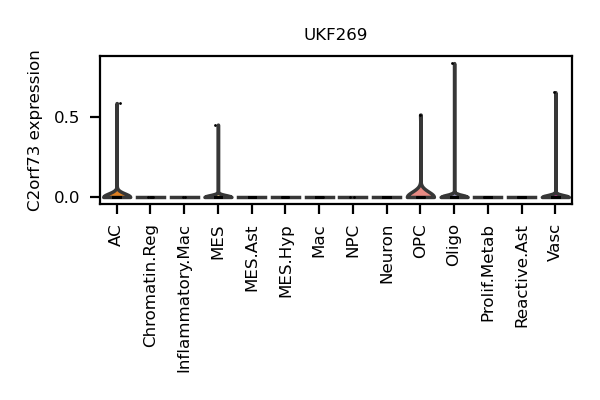 UKF269
C2orf73 expression
0.5
0.0
AC
Chromatin.Reg
Inflammatory.Mac
MES
MES.Ast
MES.Hyp
Mac
NPC
Neuron
OPC
Oligo
Prolif.Metab
Reactive.Ast
Vasc